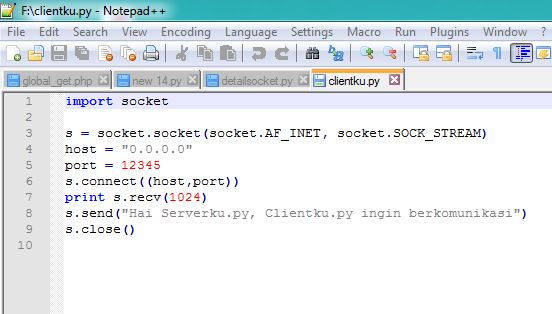 F:\clientku.py - Notepad++
File Edit Search View Encoding Language Settings Macro Run Plugins Window ?
global_get.php new 14.py detailsocket.py clientku.py
1 import socket
2
3 s = socket.socket(socket.AF_INET, socket.SOCK_STREAM)
4 host = "0.0.0.0"
5 port = 12345
6 s.connect((host,port))
7 print s.recv(1024)
8 s.send("Hai Serverku.py, Clientku.py ingin berkomunikasi")
9 s.close()
10